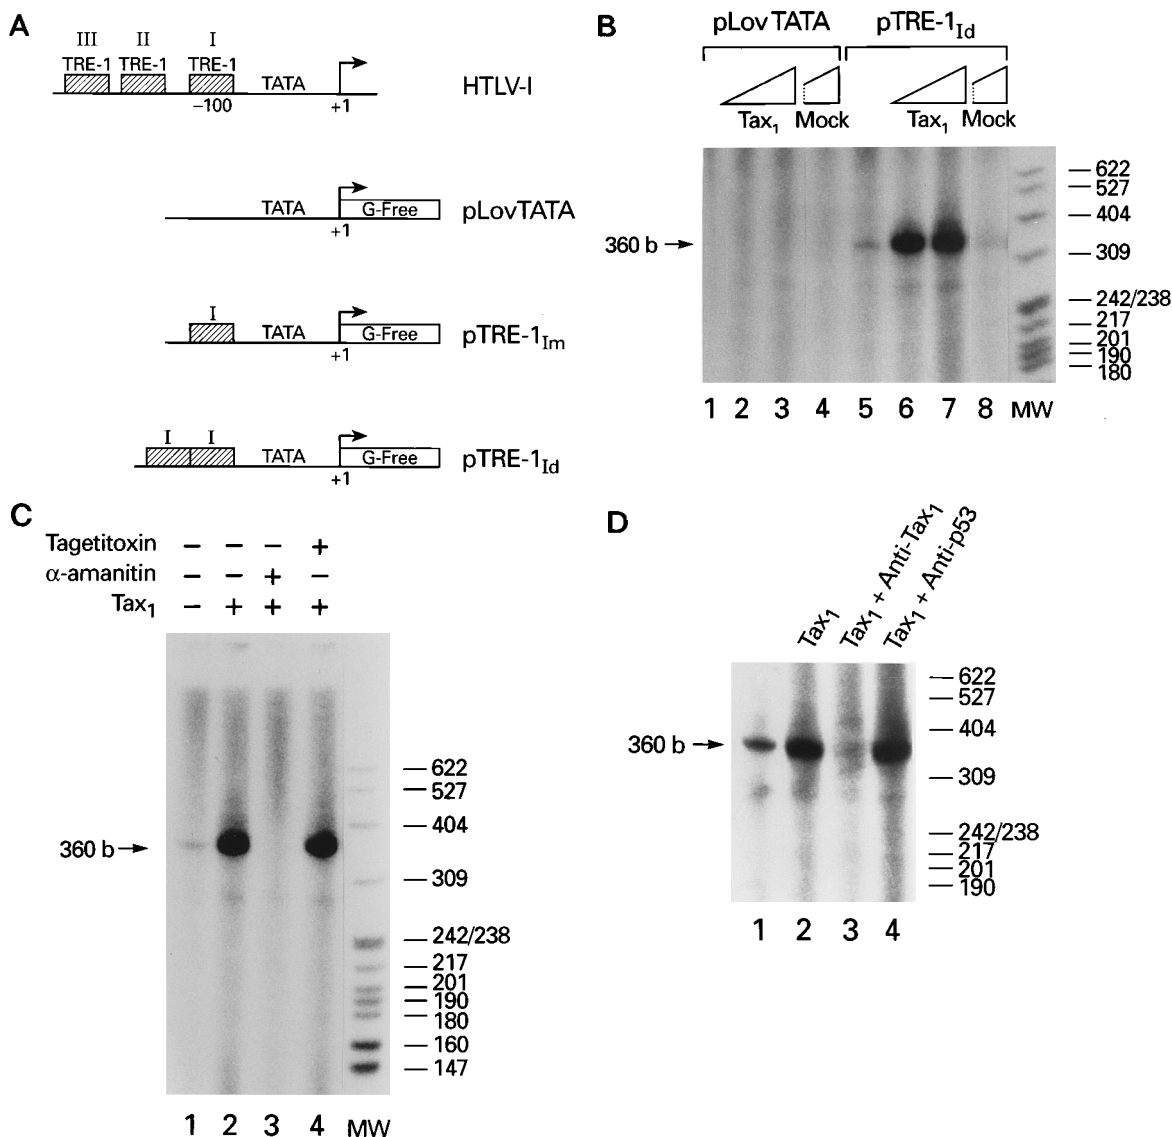 A
III II I
TRE-1 TRE-1 TRE-1 TATA
−100 +1
HTLV-I
TATA G-Free
+1
pLovTATA
I
TATA G-Free
+1
pTRE-1Im
I I
TATA G-Free
+1
pTRE-1Id
B
pLovTATA pTRE-1Id
Tax1 Mock Tax1 Mock
360 b
622
527
404
309
242/238
217
201
190
180
1 2 3 4 5 6 7 8 MW
C
Tagetitoxin − − − +
α-amanitin − − + −
Tax1 − + + +
360 b
622
527
404
309
242/238
217
201
190
180
160
147
1 2 3 4 MW
D
Tax1
Tax1 + Anti-Tax1
Tax1 + Anti-p53
360 b
622
527
404
309
242/238
217
201
190
1 2 3 4